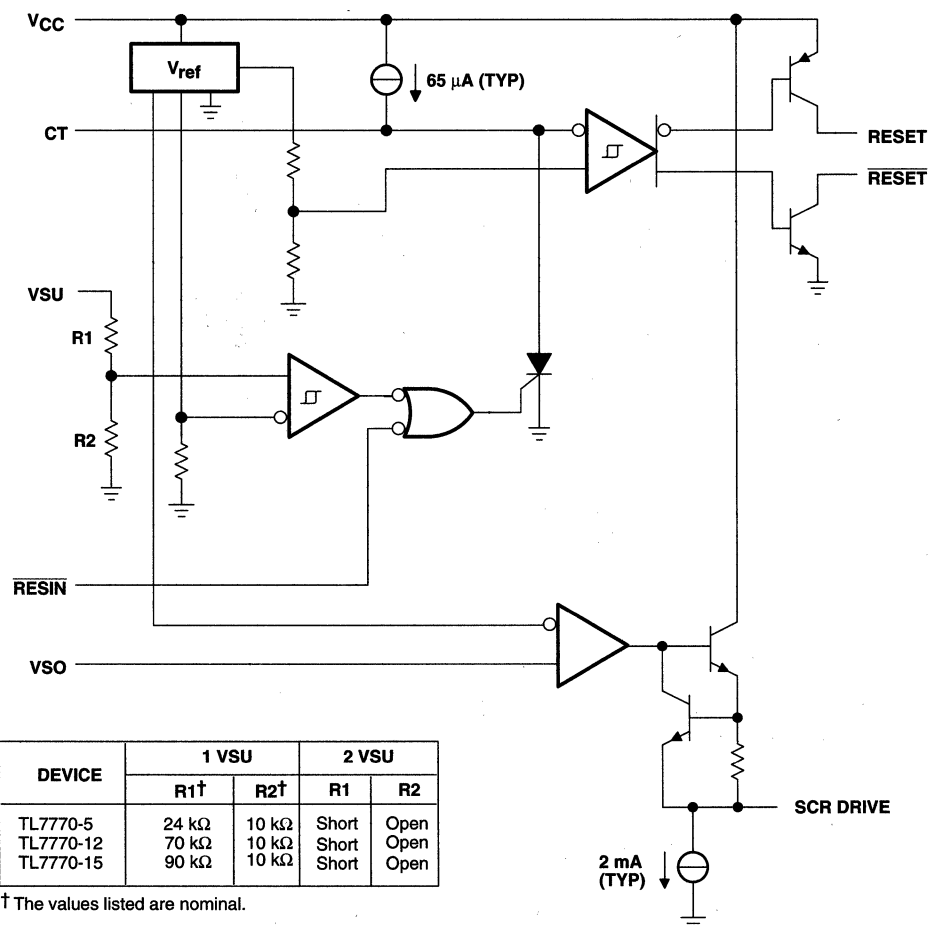 VCC
Vref
65 μA (TYP)
CT
RESET
RESET
VSU
R1
R2
RESIN
VSO
SCR DRIVE
2 mA
(TYP)
DEVICE 1 VSU 2 VSU
R1† R2† R1 R2
TL7770-5 24 kΩ 10 kΩ Short Open
TL7770-12 70 kΩ 10 kΩ Short Open
TL7770-15 90 kΩ 10 kΩ Short Open
† The values listed are nominal.